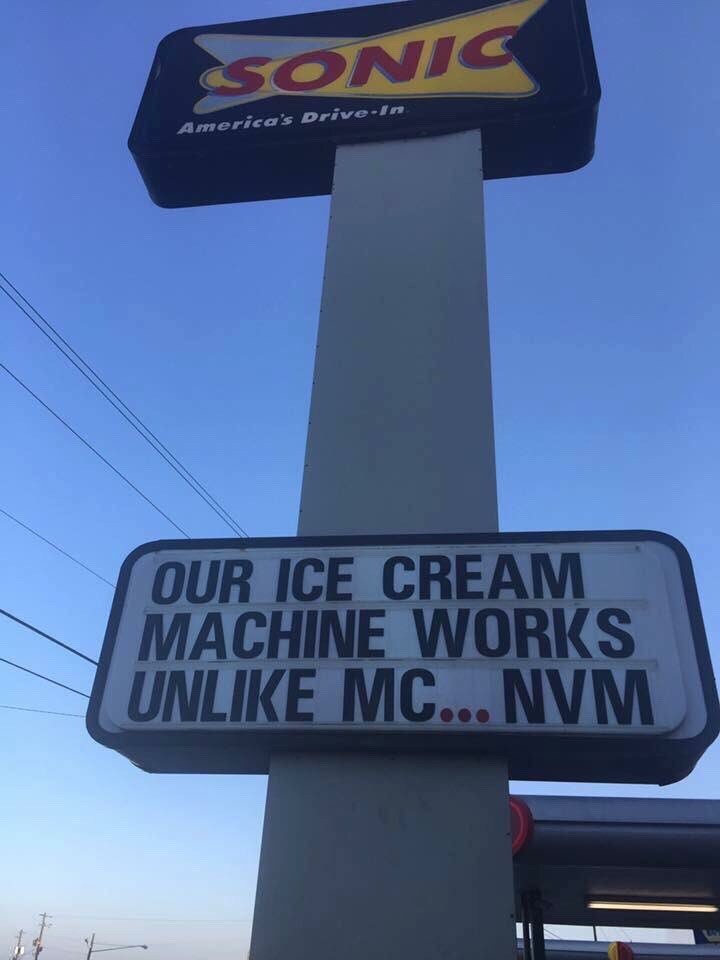 SONIC
America's Drive-In
OUR ICE CREAM
MACHINE WORKS
UNLIKE MC... NVM